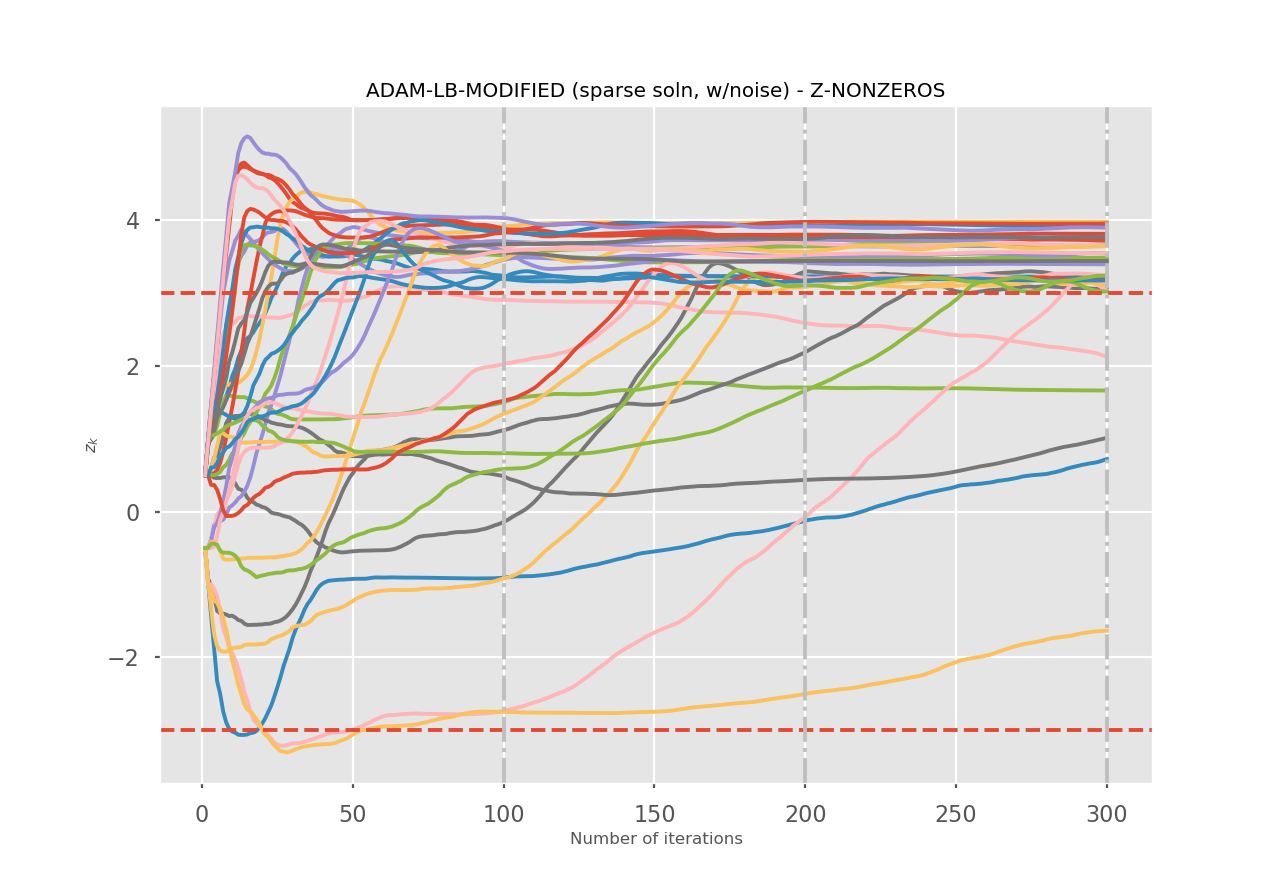 ADAM-LB-MODIFIED (sparse soln, w/noise) - Z-NONZEROS
4
2
0
−2
z_k
0 50 100 150 200 250 300
Number of iterations